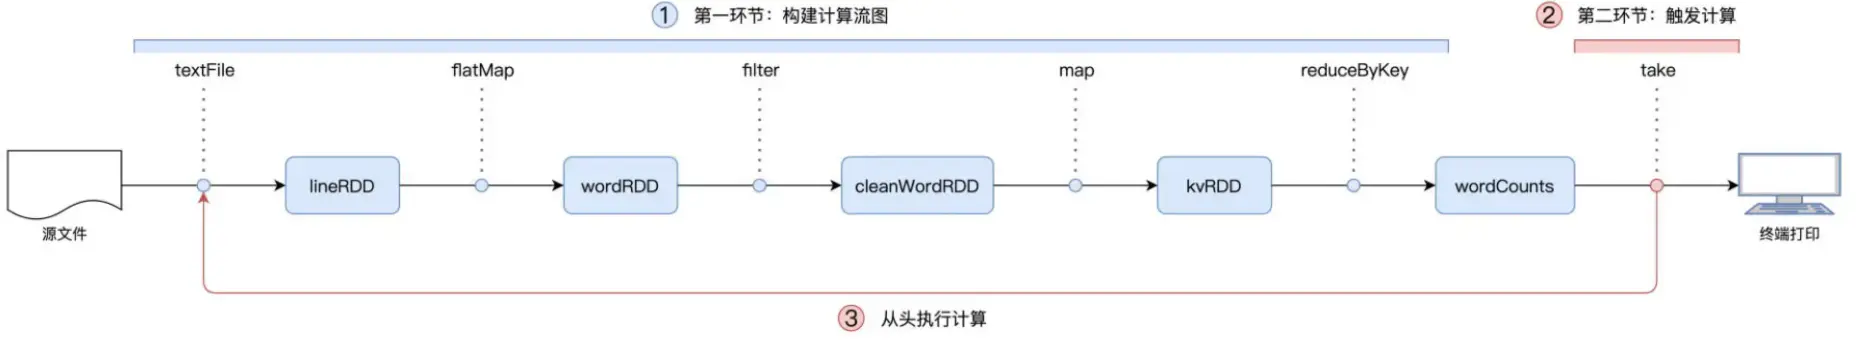 ① 第一环节：构建计算流图
② 第二环节：触发计算
textFile
flatMap
filter
map
reduceByKey
take
lineRDD
wordRDD
cleanWordRDD
kvRDD
wordCounts
源文件
终端打印
③ 从头执行计算